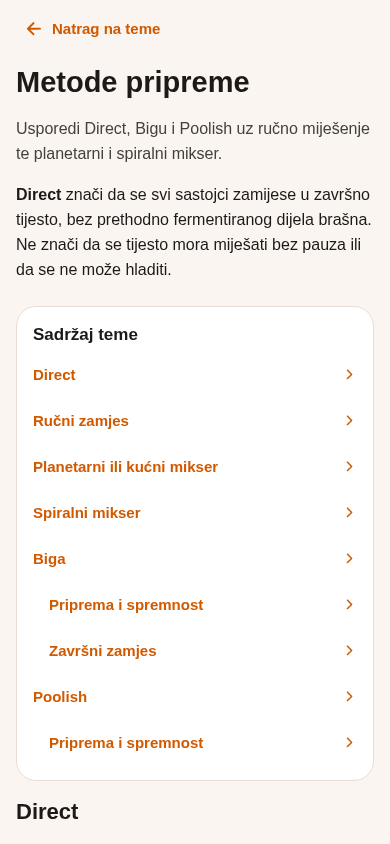 Natrag na teme
Metode pripreme
Usporedi Direct, Bigu i Poolish uz ručno miješenje
te planetarni i spiralni mikser.
Direct znači da se svi sastojci zamijese u završno
tijesto, bez prethodno fermentiranog dijela brašna.
Ne znači da se tijesto mora miješati bez pauza ili
da se ne može hladiti.
Sadržaj teme
Direct
Ručni zamjes
Planetarni ili kućni mikser
Spiralni mikser
Biga
Priprema i spremnost
Završni zamjes
Poolish
Priprema i spremnost
Direct